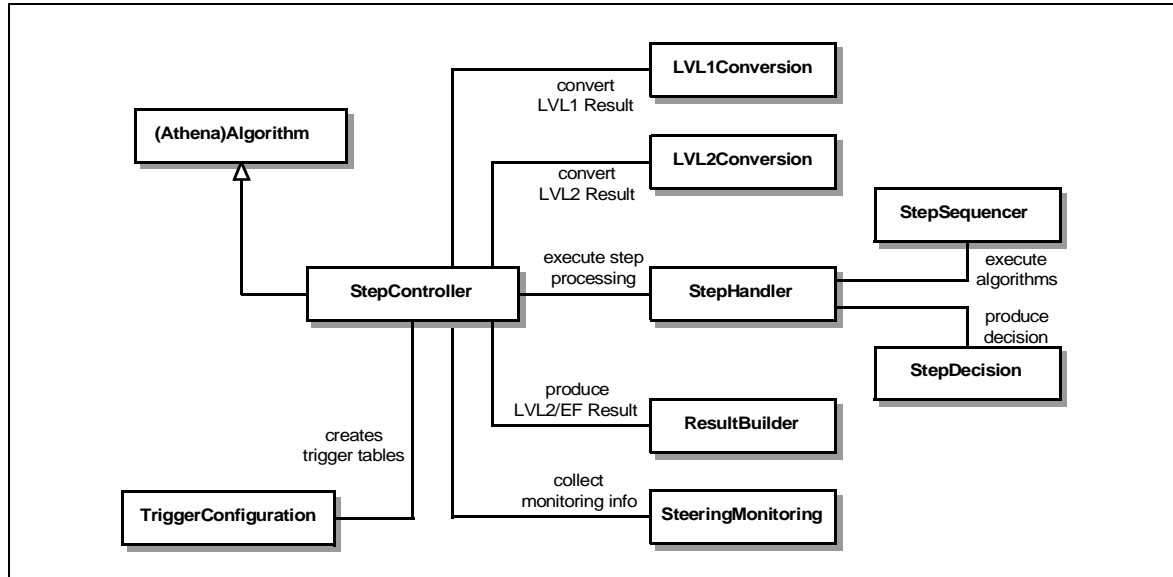 LVL1Conversion
convert
LVL1 Result
(Athena)Algorithm
LVL2Conversion
convert
LVL2 Result
StepSequencer
execute step
processing
execute
algorithms
StepController
StepHandler
produce
decision
StepDecision
produce
LVL2/EF Result
ResultBuilder
creates
trigger tables
collect
monitoring info
TriggerConfiguration
SteeringMonitoring